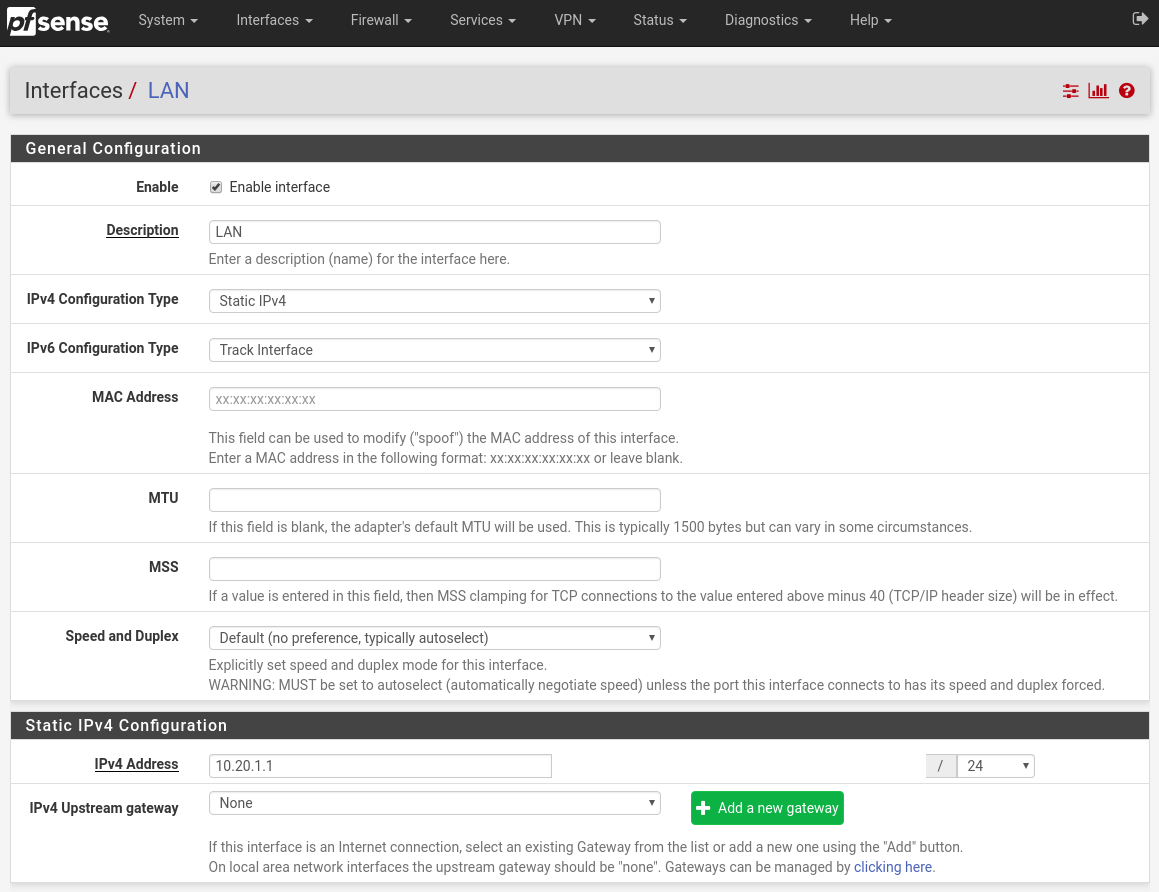 pfsense System Interfaces Firewall Services VPN Status Diagnostics Help
Interfaces / LAN
General Configuration
Enable Enable interface
Description LAN
Enter a description (name) for the interface here.
IPv4 Configuration Type Static IPv4
IPv6 Configuration Type Track Interface
MAC Address xx:xx:xx:xx:xx:xx
This field can be used to modify ("spoof") the MAC address of this interface.
Enter a MAC address in the following format: xx:xx:xx:xx:xx:xx or leave blank.
MTU
If this field is blank, the adapter's default MTU will be used. This is typically 1500 bytes but can vary in some circumstances.
MSS
If a value is entered in this field, then MSS clamping for TCP connections to the value entered above minus 40 (TCP/IP header size) will be in effect.
Speed and Duplex Default (no preference, typically autoselect)
Explicitly set speed and duplex mode for this interface.
WARNING: MUST be set to autoselect (automatically negotiate speed) unless the port this interface connects to has its speed and duplex forced.
Static IPv4 Configuration
IPv4 Address 10.20.1.1 / 24
IPv4 Upstream gateway None Add a new gateway
If this interface is an Internet connection, select an existing Gateway from the list or add a new one using the "Add" button.
On local area network interfaces the upstream gateway should be "none". Gateways can be managed by clicking here.